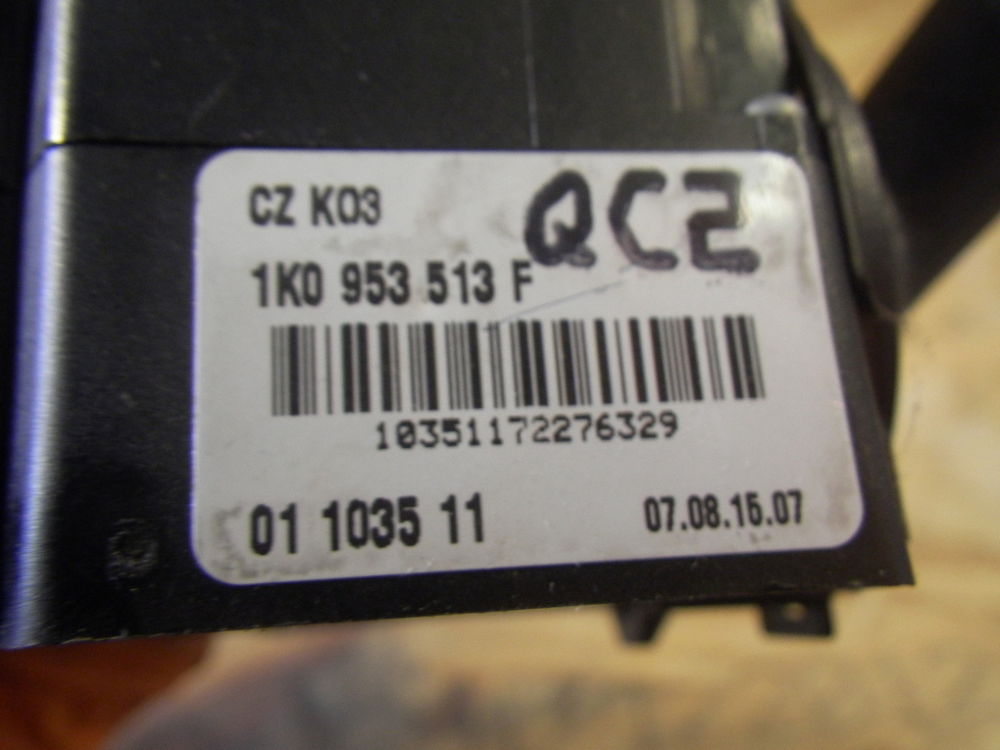 CZ K03
QC2
1K0 953 513 F
10351172276329
01 1035 11
07.08.15.07